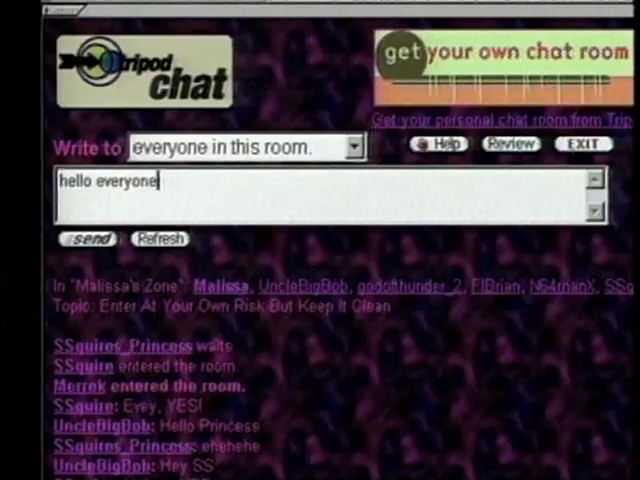 tripod
chat
get your own chat room
Get your personal chat room from Trip
Write to everyone in this room.
Help Review EXIT
hello everyone
send Refresh
In "Malissa's Zone": Malissa, UncleBigBob, godofthunder_2, FlBrian, N64manX, SSq
Topic: Enter At Your Own Risk But Keep It Clean
SSquires_Princess waits
SSquire entered the room.
Merrek entered the room.
SSquire: Evey, YES!
UncleBigBob: Hello Princess
SSquires_Princess: ehehehe
UncleBigBob: Hey SS